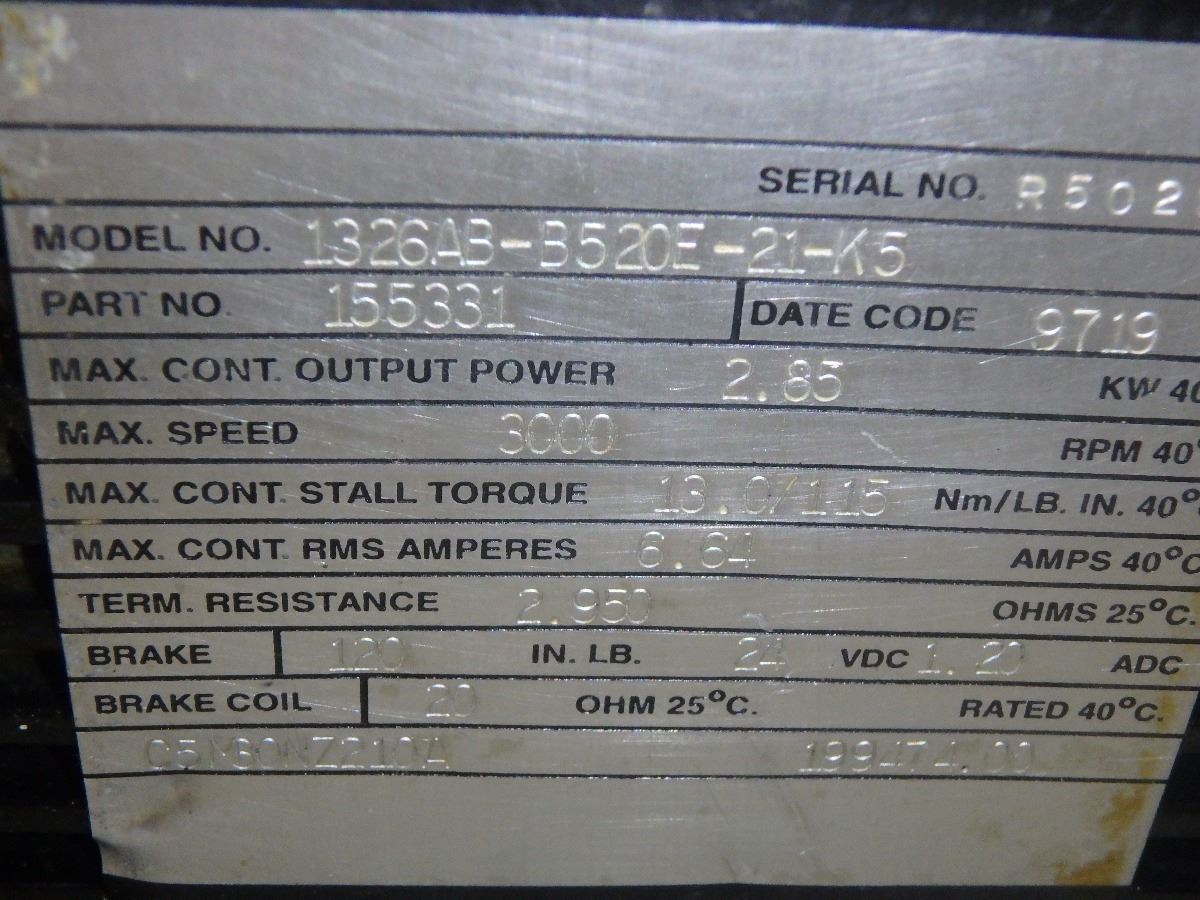 SERIAL NO. R502
MODEL NO. 1326AB-B520E-21-K5
PART NO. 155331 DATE CODE 9719
MAX. CONT. OUTPUT POWER 2.85 KW 40
MAX. SPEED 3000 RPM 40°
MAX. CONT. STALL TORQUE 13.0/115 Nm/LB. IN. 40°C
MAX. CONT. RMS AMPERES 6.64 AMPS 40°C
TERM. RESISTANCE 2.950 OHMS 25°C.
BRAKE 120 IN. LB. 24 VDC 1.20 ADC
BRAKE COIL 20 OHM 25°C. RATED 40°C.
199474.00